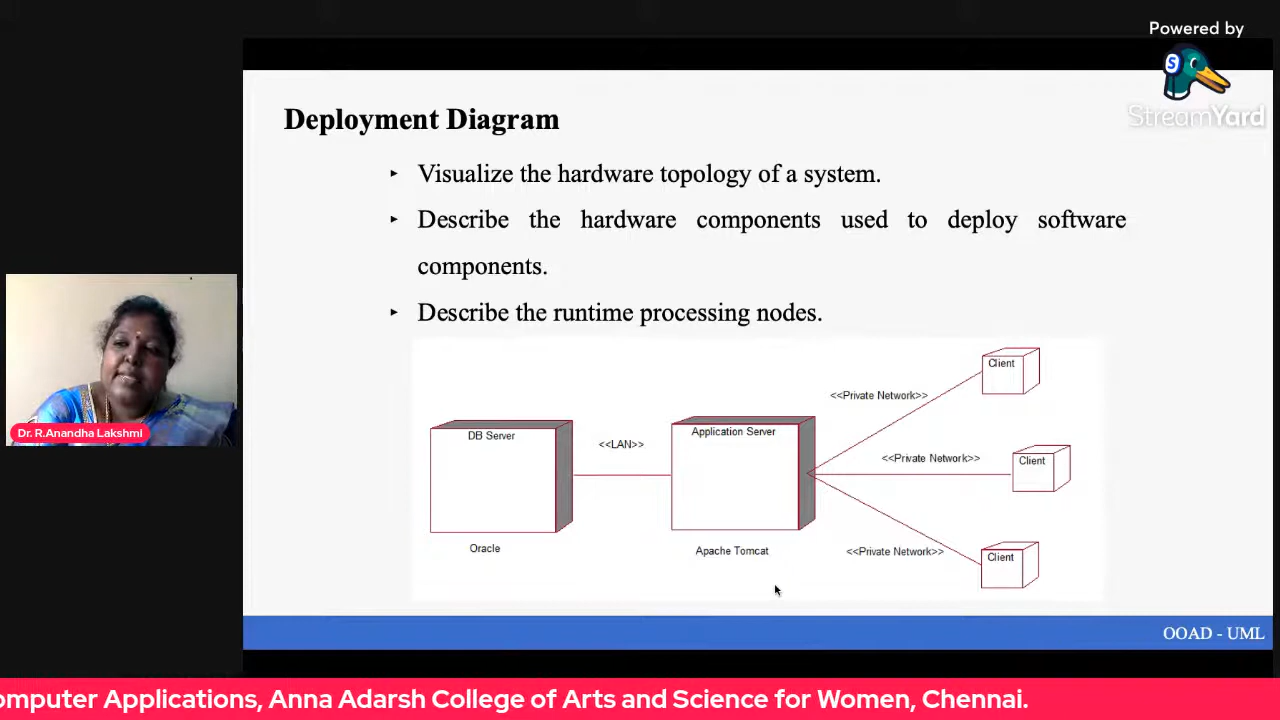 Powered by
S
StreamYard
Deployment Diagram
‣ Visualize the hardware topology of a system.
‣ Describe the hardware components used to deploy software
components.
‣ Describe the runtime processing nodes.
Client
<<Private Network>>
DB Server
<<LAN>>
Application Server
<<Private Network>>
Client
Oracle
Apache Tomcat
<<Private Network>>
Client
Dr. R.Anandha Lakshmi
OOAD - UML
omputer Applications, Anna Adarsh College of Arts and Science for Women, Chennai.